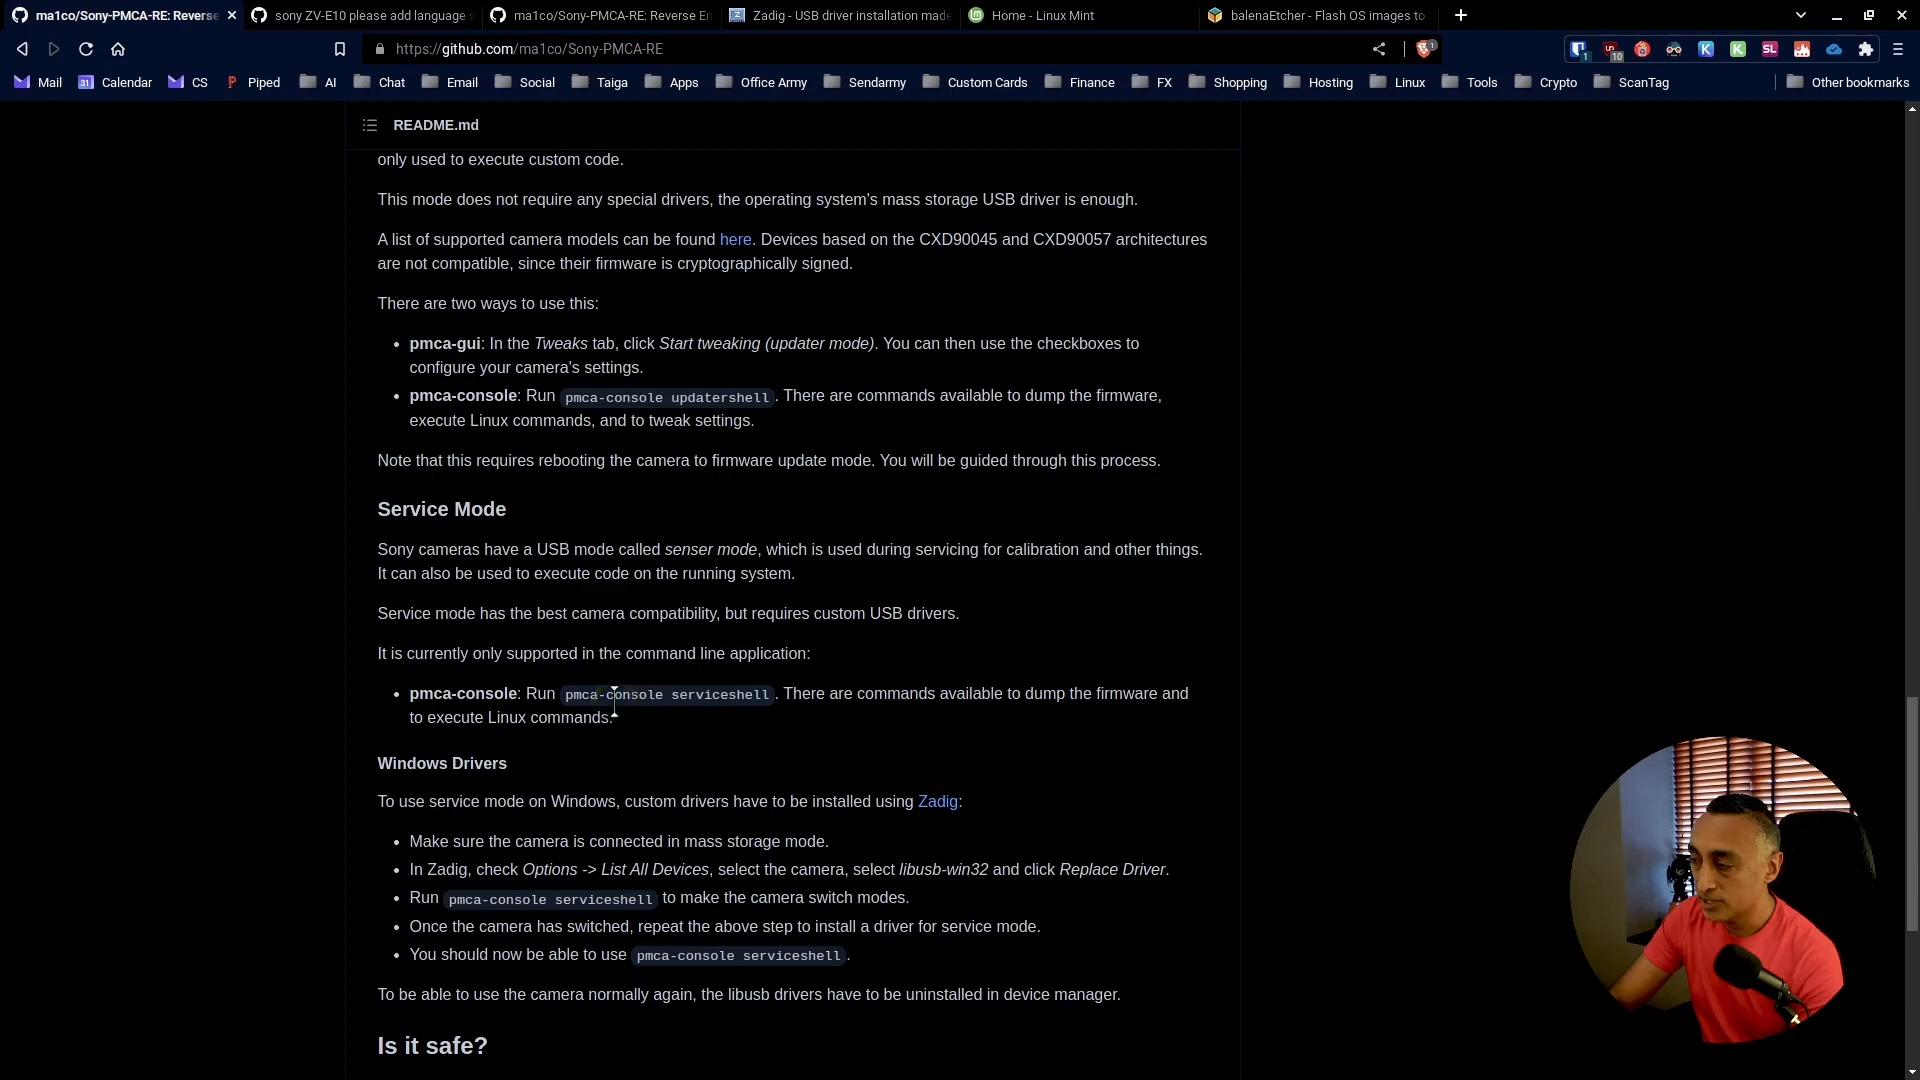 ma1co/Sony-PMCA-RE: Reverse
sony ZV-E10 please add language
ma1co/Sony-PMCA-RE: Reverse En
Zadig - USB driver installation made
Home - Linux Mint
balenaEtcher - Flash OS images to
https://github.com/ma1co/Sony-PMCA-RE
1
1
10
SL
Mail
31 Calendar
CS
Piped
AI
Chat
Email
Social
Taiga
Apps
Office Army
Sendarmy
Custom Cards
Finance
FX
Shopping
Hosting
Linux
Tools
Crypto
ScanTag
Other bookmarks
README.md
only used to execute custom code.
This mode does not require any special drivers, the operating system's mass storage USB driver is enough.
A list of supported camera models can be found here. Devices based on the CXD90045 and CXD90057 architectures
are not compatible, since their firmware is cryptographically signed.
There are two ways to use this:
• pmca-gui: In the Tweaks tab, click Start tweaking (updater mode). You can then use the checkboxes to
configure your camera's settings.
• pmca-console: Run pmca-console updatershell. There are commands available to dump the firmware,
execute Linux commands, and to tweak settings.
Note that this requires rebooting the camera to firmware update mode. You will be guided through this process.
Service Mode
Sony cameras have a USB mode called senser mode, which is used during servicing for calibration and other things.
It can also be used to execute code on the running system.
Service mode has the best camera compatibility, but requires custom USB drivers.
It is currently only supported in the command line application:
• pmca-console: Run pmca-console serviceshell. There are commands available to dump the firmware and
to execute Linux commands.
Windows Drivers
To use service mode on Windows, custom drivers have to be installed using Zadig:
• Make sure the camera is connected in mass storage mode.
• In Zadig, check Options -> List All Devices, select the camera, select libusb-win32 and click Replace Driver.
• Run pmca-console serviceshell to make the camera switch modes.
• Once the camera has switched, repeat the above step to install a driver for service mode.
• You should now be able to use pmca-console serviceshell.
To be able to use the camera normally again, the libusb drivers have to be uninstalled in device manager.
Is it safe?